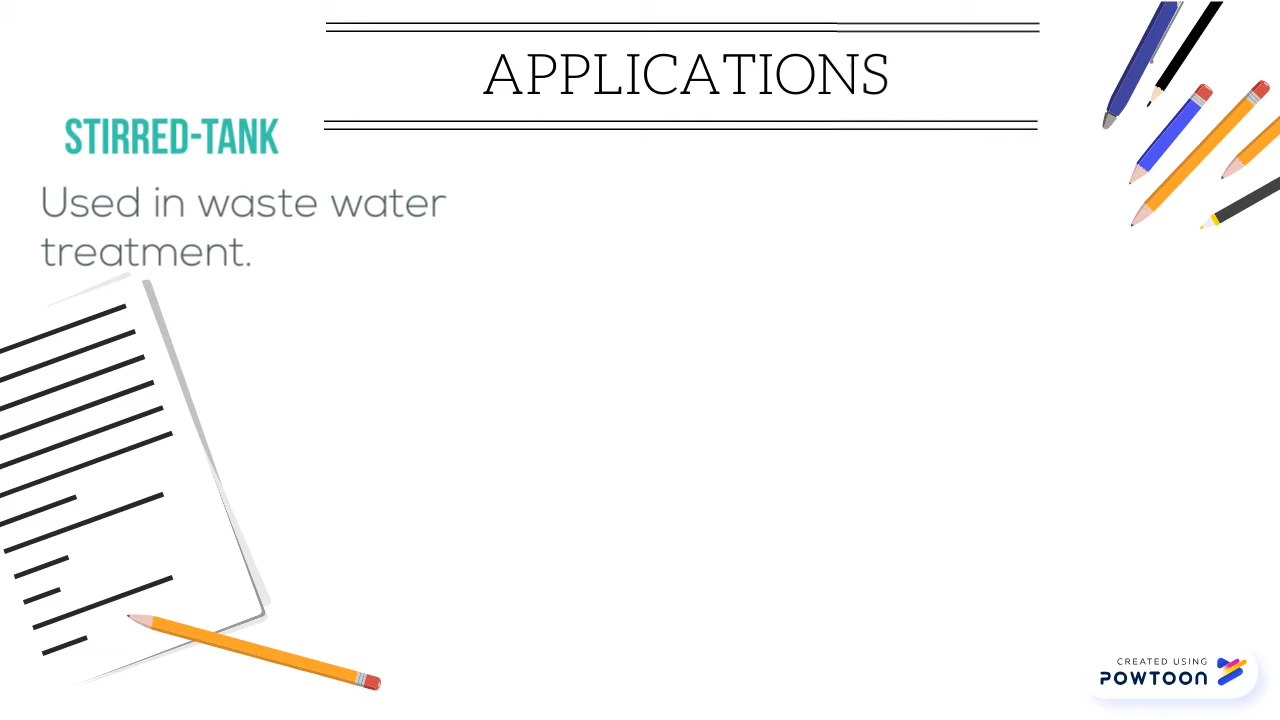 APPLICATIONS
STIRRED-TANK
Used in waste water
treatment.
CREATED USING
POWTOON